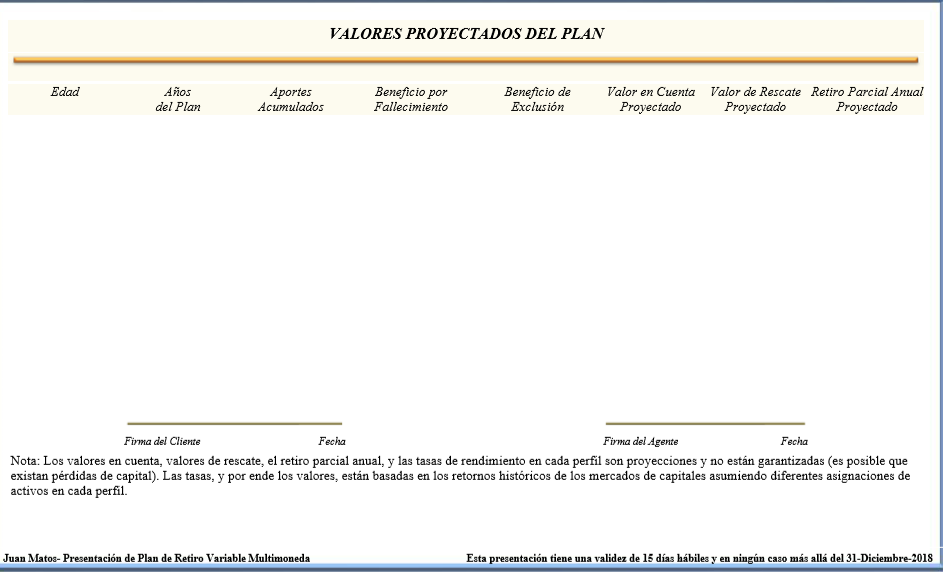 VALORES PROYECTADOS DEL PLAN
Edad Años Aportes Beneficio por Beneficio de Valor en Cuenta Valor de Rescate Retiro Parcial Anual
del Plan Acumulados Fallecimiento Exclusión Proyectado Proyectado Proyectado
Firma del Cliente Fecha Firma del Agente Fecha
Nota: Los valores en cuenta, valores de rescate, el retiro parcial anual, y las tasas de rendimiento en cada perfil son proyecciones y no están garantizadas (es posible que
existan pérdidas de capital). Las tasas, y por ende los valores, están basadas en los retornos históricos de los mercados de capitales asumiendo diferentes asignaciones de
activos en cada perfil.
Juan Matos- Presentación de Plan de Retiro Variable Multimoneda Esta presentación tiene una validez de 15 días hábiles y en ningún caso más allá del 31-Diciembre-2018